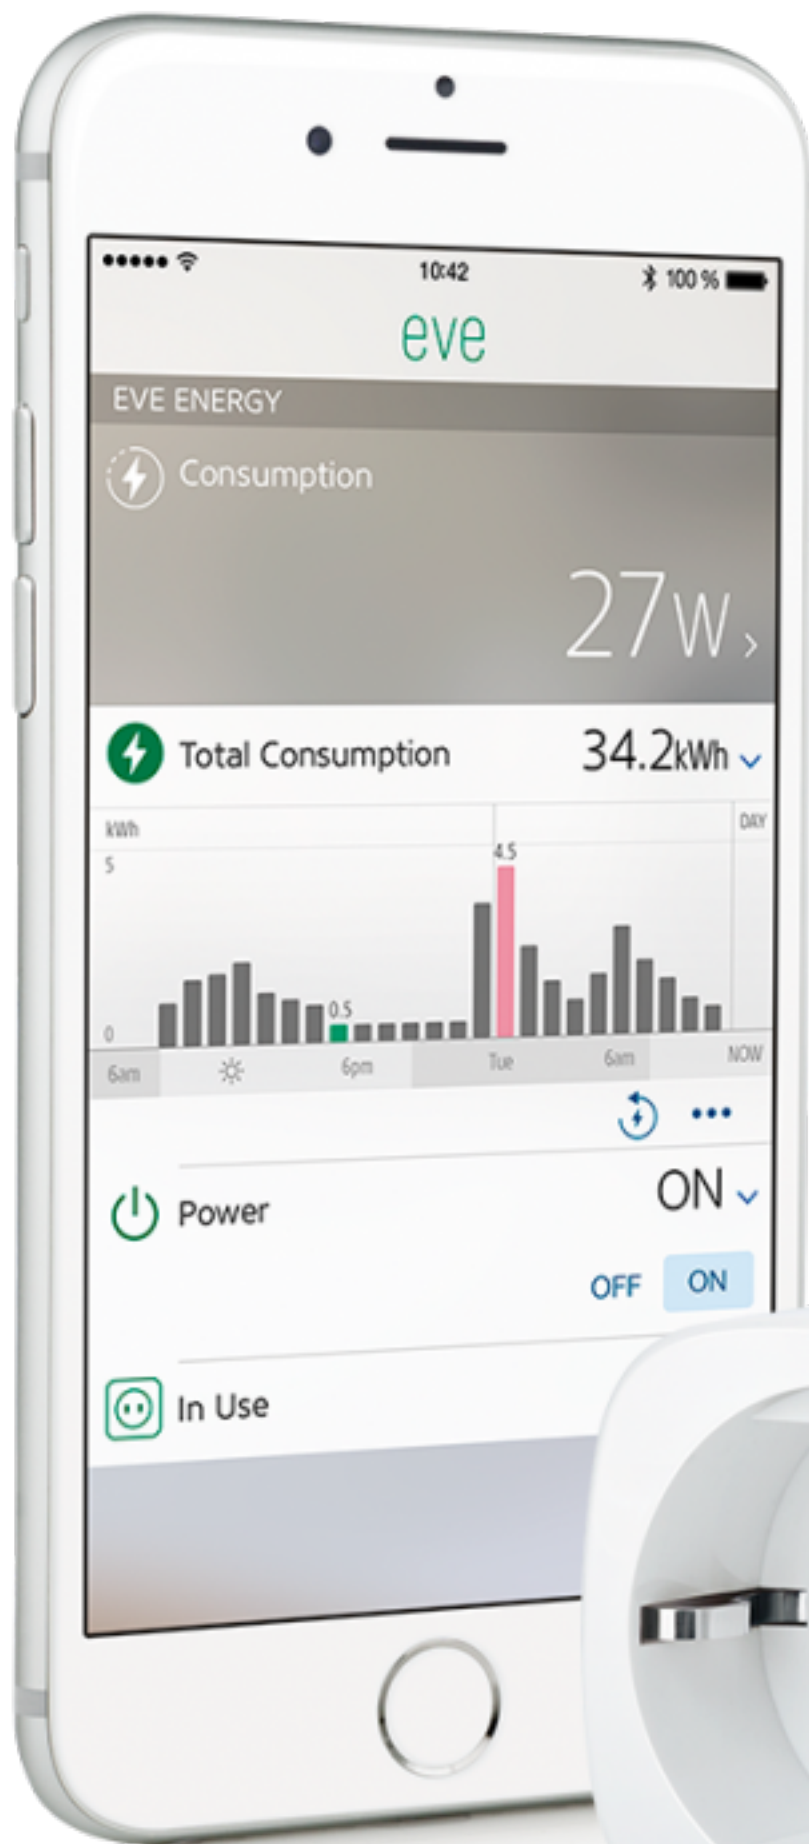 10:42
100 %
eve
EVE ENERGY
Consumption
27W
Total Consumption
34.2kWh
kWh
DAY
5
4.5
0.5
0
6am
6pm
Tue
6am
NOW
Power
ON
OFF
ON
In Use